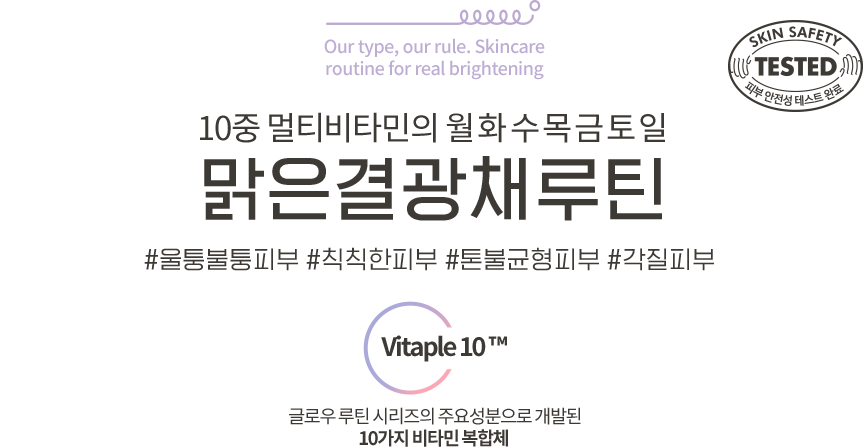 Our type, our rule. Skincare
routine for real brightening
SKIN SAFETY
TESTED
피부 안전성 테스트 완료
10중 멀티비타민의 월화수목금토일
맑은결광채루틴
#울퉁불퉁피부 #칙칙한피부 #톤불균형피부 #각질피부
Vitaple 10™
글로우 루틴 시리즈의 주요성분으로 개발된
10가지 비타민 복합체